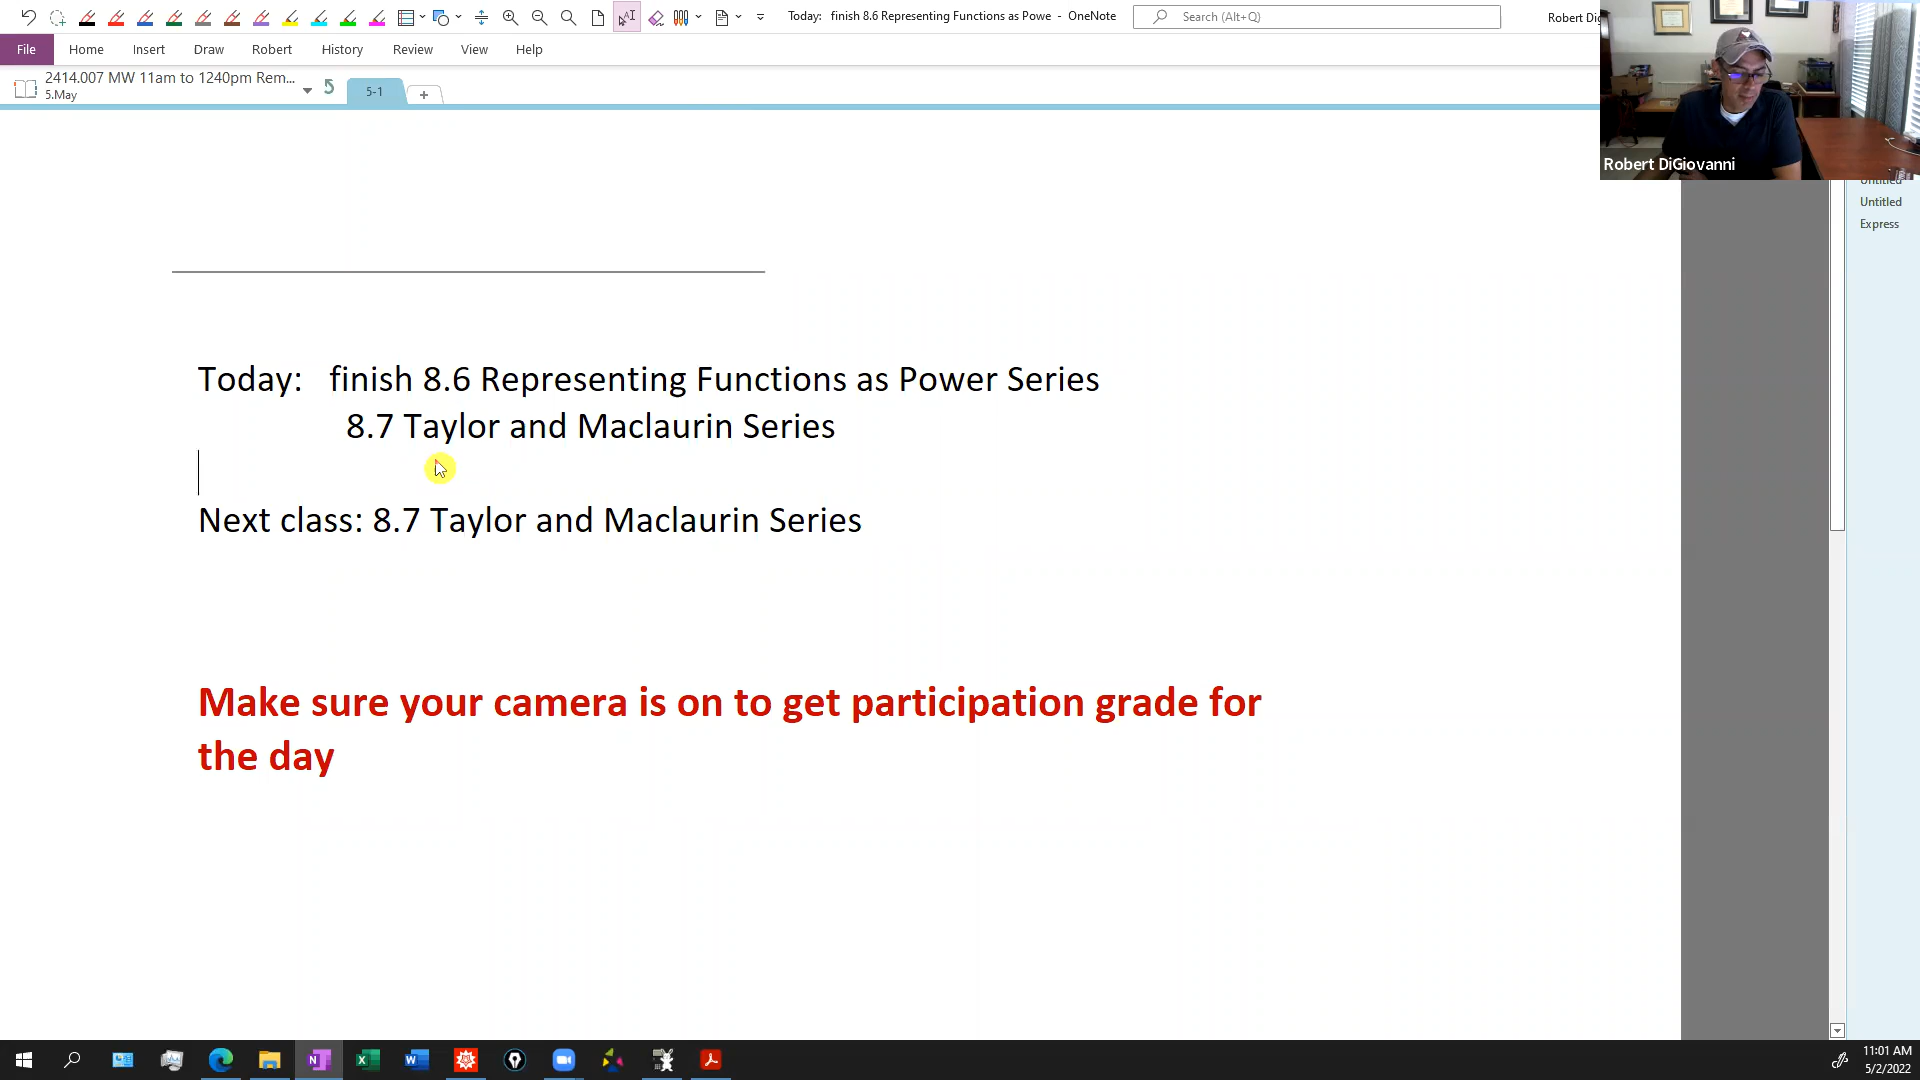 Today: finish 8.6 Representing Functions as Powe - OneNote
Search (Alt+Q)
Robert Dig
File Home Insert Draw Robert History Review View Help
2414.007 MW 11am to 1240pm Rem...
5.May
5-1
Robert DiGiovanni
Untitled
Untitled
Express
Today: finish 8.6 Representing Functions as Power Series
8.7 Taylor and Maclaurin Series
Next class: 8.7 Taylor and Maclaurin Series
Make sure your camera is on to get participation grade for
the day
11:01 AM
5/2/2022